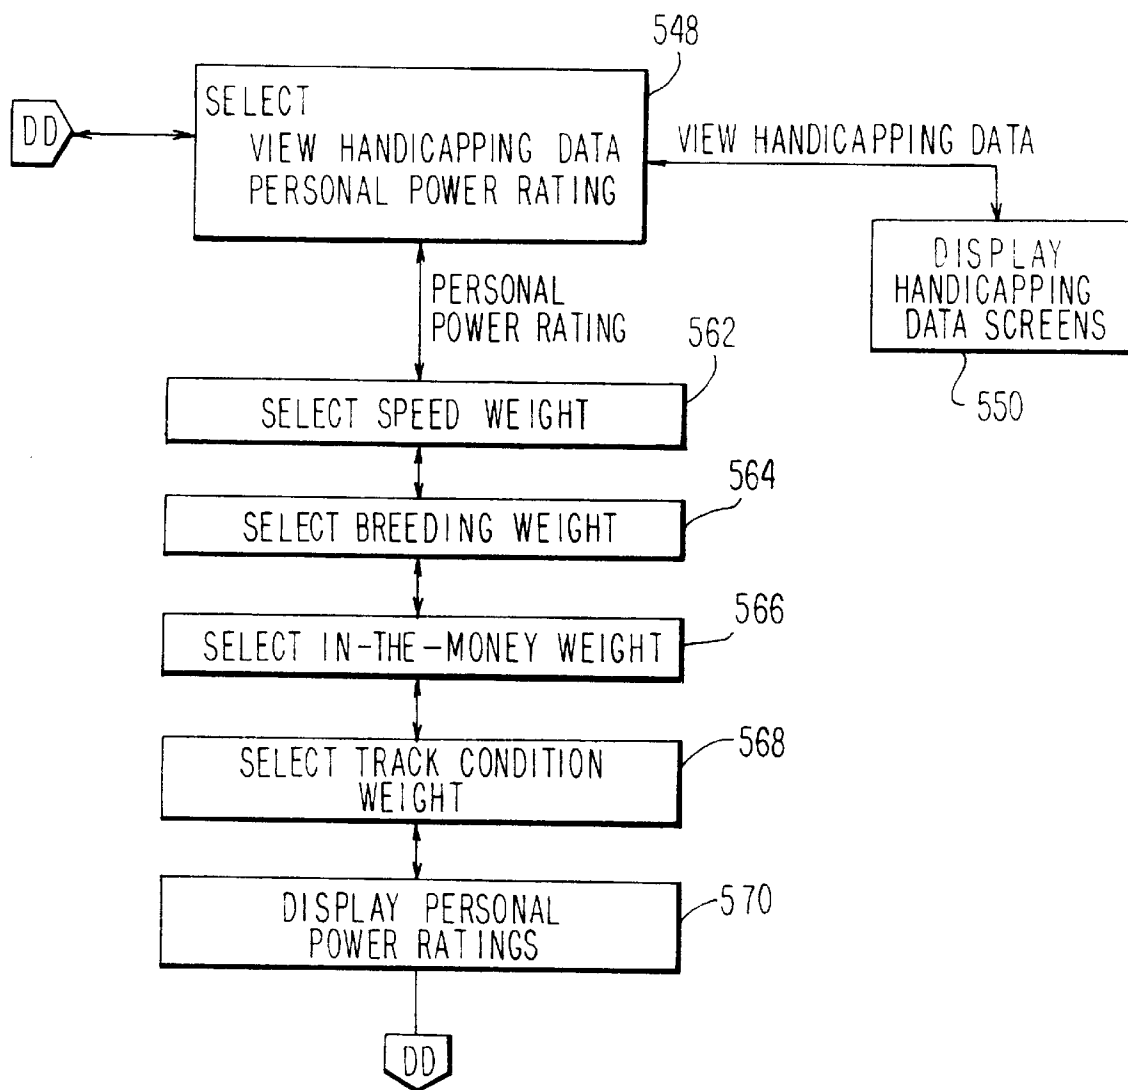 548
DD
SELECT
VIEW HANDICAPPING DATA
PERSONAL POWER RATING
VIEW HANDICAPPING DATA
DISPLAY
HANDICAPPING
DATA SCREENS
550
PERSONAL
POWER RATING
562
SELECT SPEED WEIGHT
564
SELECT BREEDING WEIGHT
566
SELECT IN-THE-MONEY WEIGHT
568
SELECT TRACK CONDITION
WEIGHT
570
DISPLAY PERSONAL
POWER RATINGS
DD